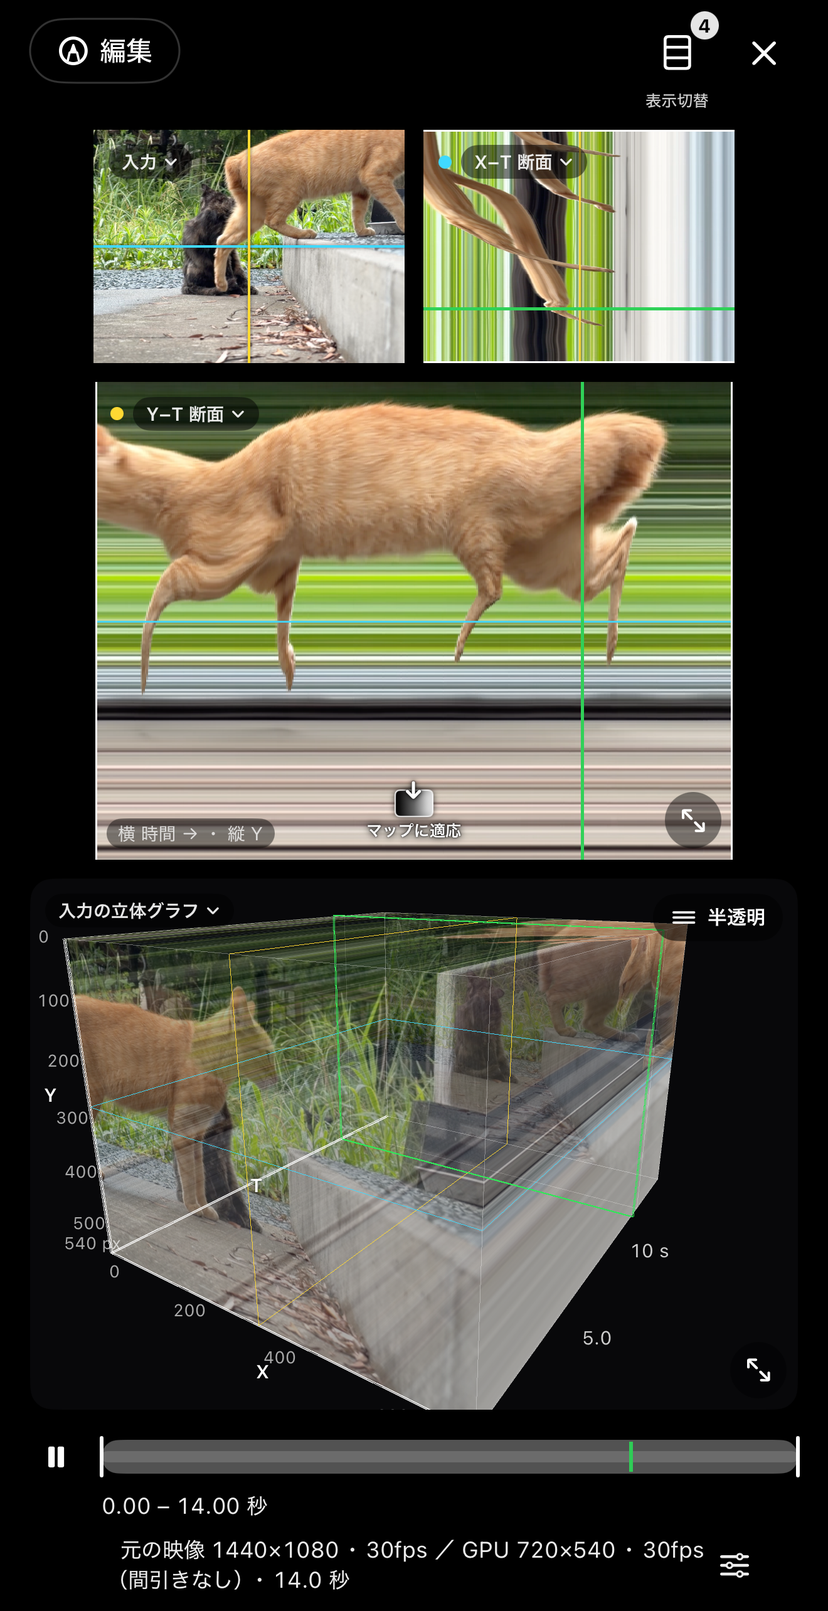 編集
4
表示切替
入力
X–T 断面
Y–T 断面
マップに適応
横 時間 → ・ 縦 Y
入力の立体グラフ
半透明
0
100
200
Y
300
400
500
540 px
T
0
200
400
X
10 s
5.0
0.00 – 14.00 秒
元の映像 1440×1080 · 30fps ／ GPU 720×540 · 30fps
（間引きなし）· 14.0 秒